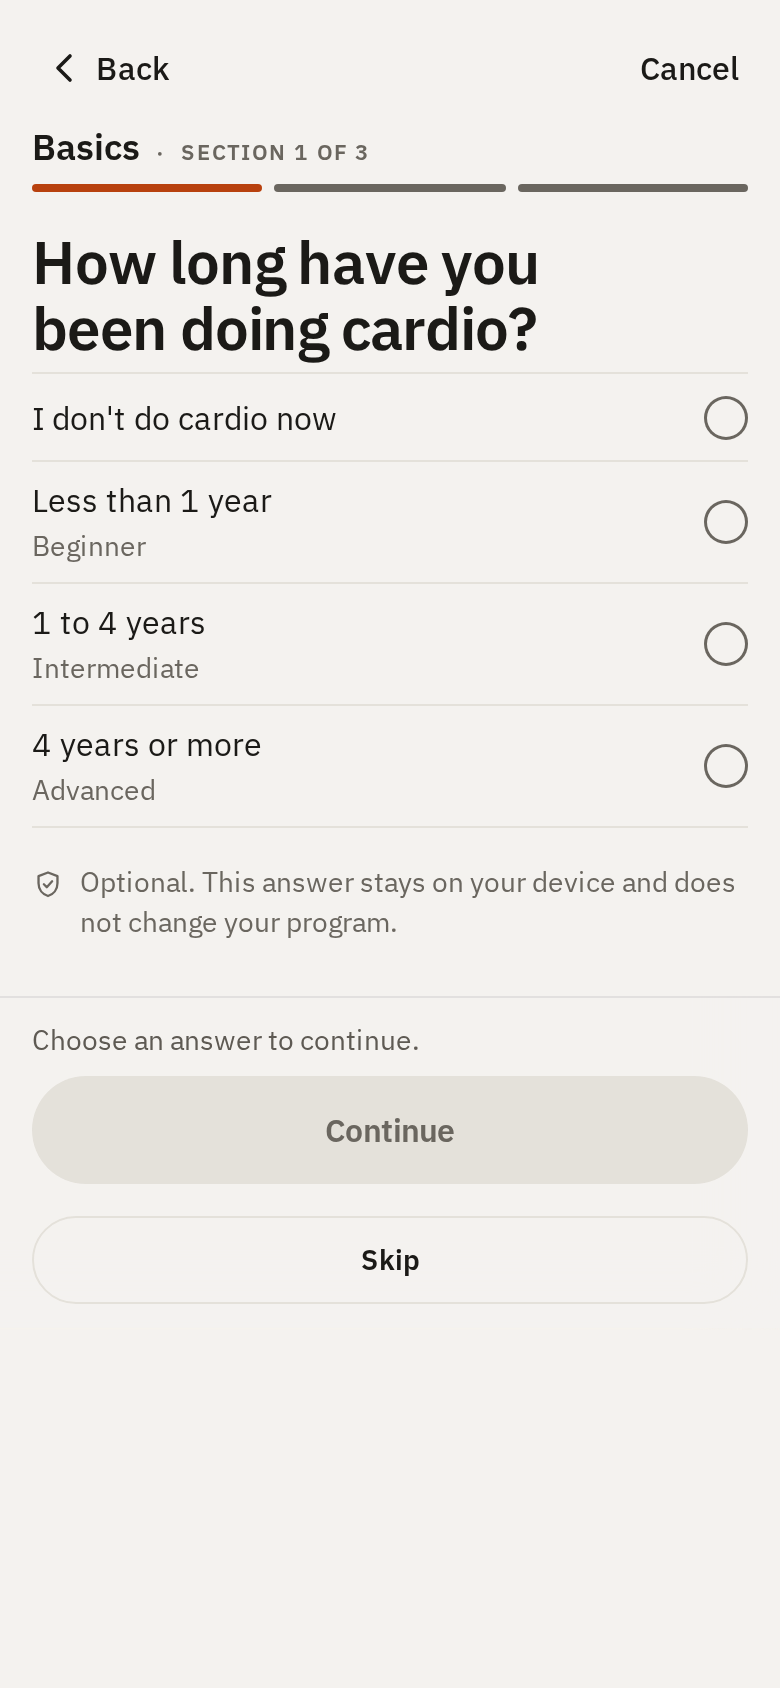 Back
Cancel
Basics · SECTION 1 OF 3
How long have you
been doing cardio?
I don't do cardio now
Less than 1 year
Beginner
1 to 4 years
Intermediate
4 years or more
Advanced
Optional. This answer stays on your device and does
not change your program.
Choose an answer to continue.
Continue
Skip